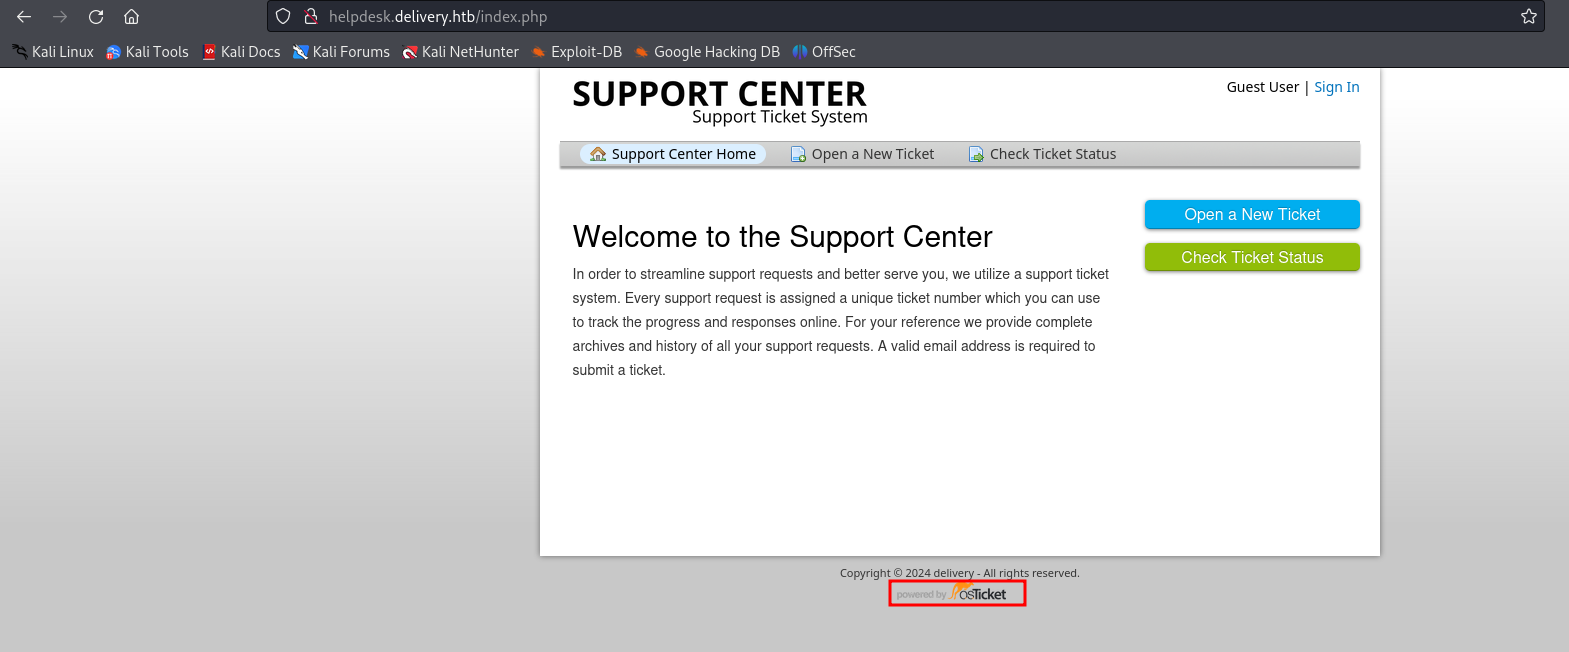 helpdesk.delivery.htb/index.php
Kali Linux Kali Tools Kali Docs Kali Forums Kali NetHunter Exploit-DB Google Hacking DB OffSec
SUPPORT CENTER
Support Ticket System
Guest User | Sign In
Support Center Home Open a New Ticket Check Ticket Status
Open a New Ticket
Check Ticket Status
Welcome to the Support Center
In order to streamline support requests and better serve you, we utilize a support ticket
system. Every support request is assigned a unique ticket number which you can use
to track the progress and responses online. For your reference we provide complete
archives and history of all your support requests. A valid email address is required to
submit a ticket.
Copyright © 2024 delivery - All rights reserved.
powered by osTicket